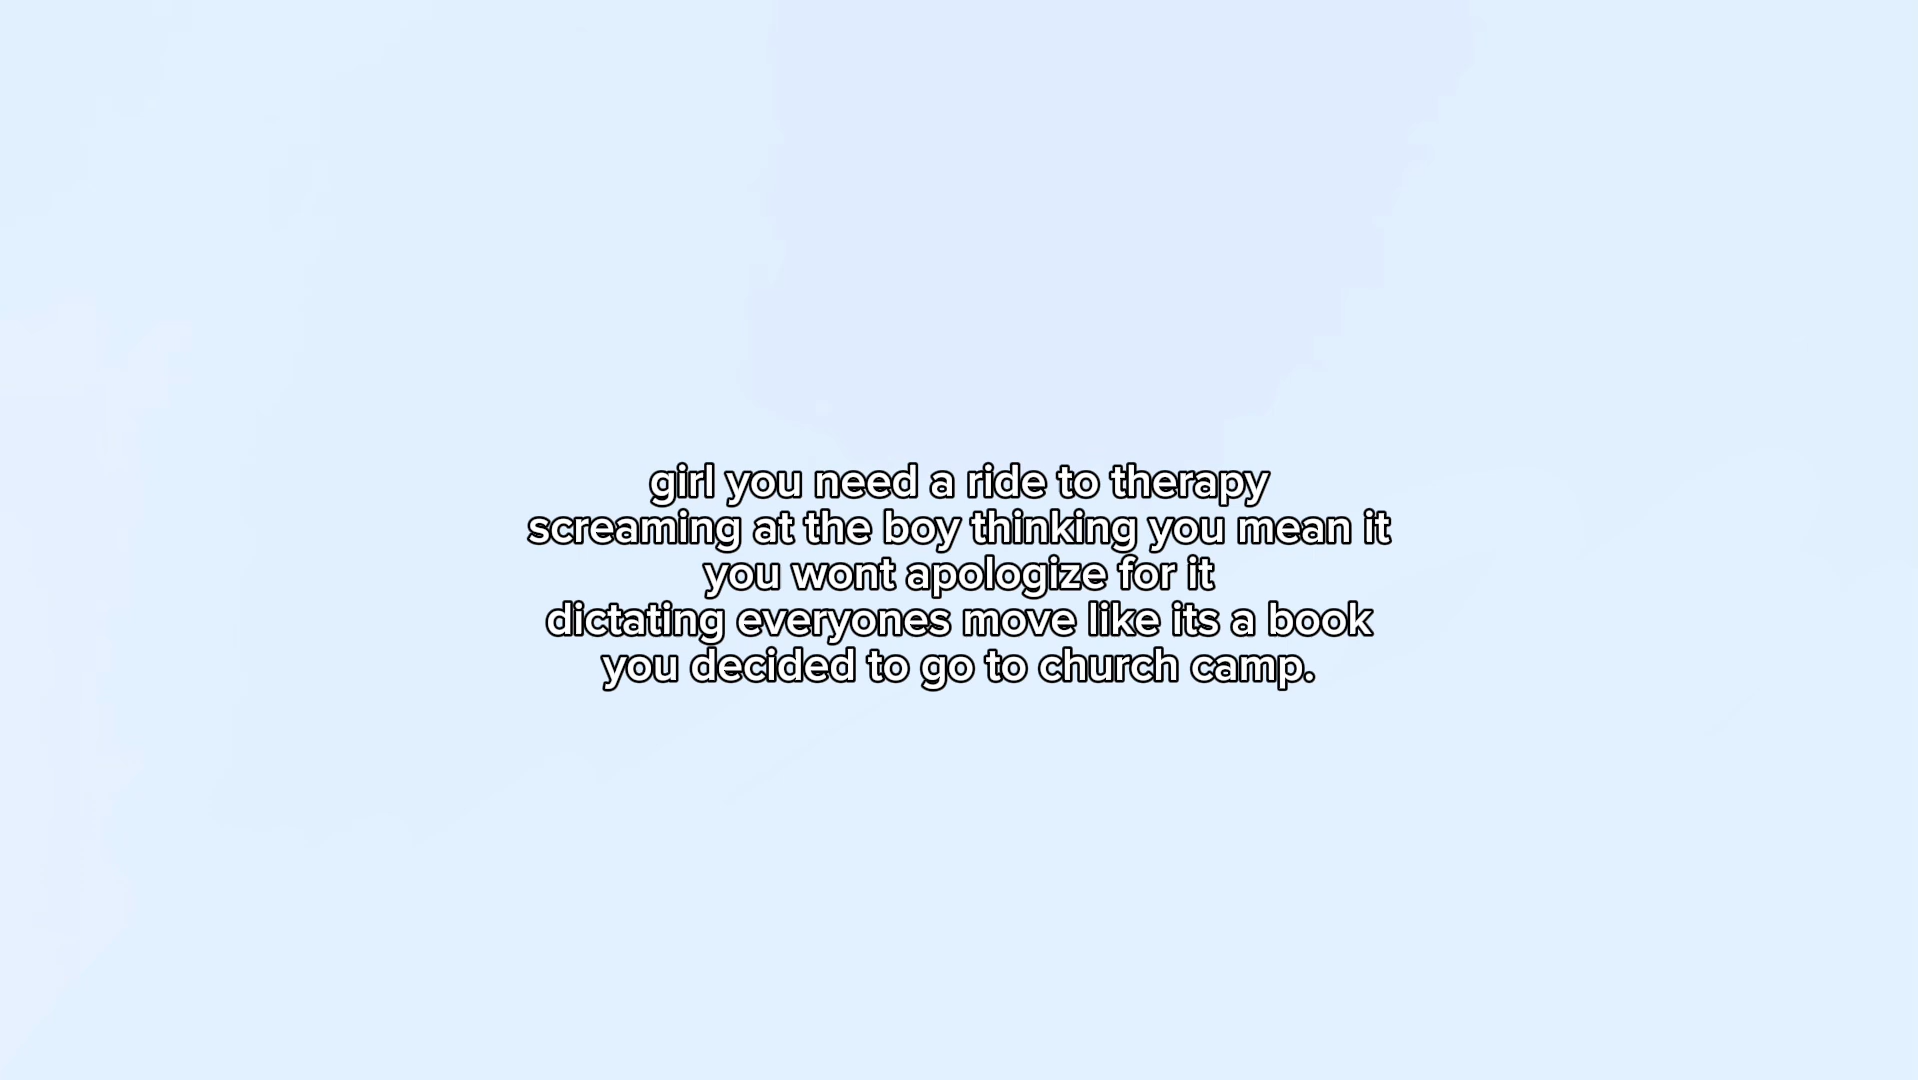 girl you need a ride to therapy
screaming at the boy thinking you mean it
you wont apologize for it
dictating everyones move like its a book
you decided to go to church camp.